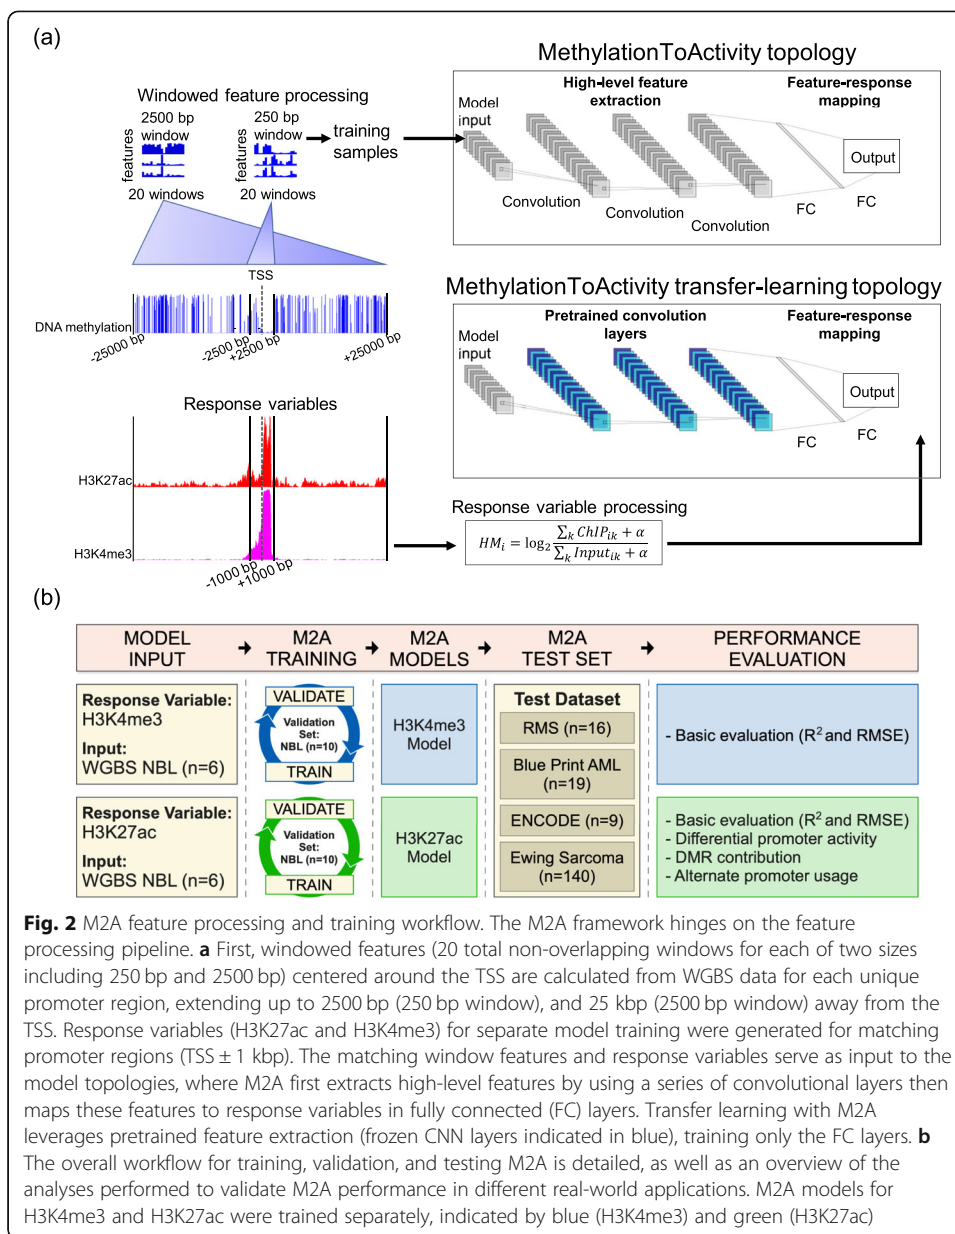 (a)
MethylationToActivity topology
Windowed feature processing
2500 bp
window
250 bp
window
features
features
20 windows
20 windows
training
samples
Model
input
High-level feature
extraction
Feature-response
mapping
Output
Convolution
Convolution
Convolution
FC
FC
TSS
DNA methylation
-25000 bp
-2500 bp
+2500 bp
+25000 bp
MethylationToActivity transfer-learning topology
Model
input
Pretrained convolution
layers
Feature-response
mapping
Output
FC
FC
Response variables
H3K27ac
H3K4me3
-1000 bp
+1000 bp
Response variable processing
HM_i = log_2 (∑_k ChIP_ik + α) / (∑_k Input_ik + α)
(b)
MODEL
INPUT
M2A
TRAINING
M2A
MODELS
M2A
TEST SET
PERFORMANCE
EVALUATION
Response Variable:
H3K4me3
Input:
WGBS NBL (n=6)
VALIDATE
Validation
Set:
NBL (n=10)
TRAIN
H3K4me3
Model
Response Variable:
H3K27ac
Input:
WGBS NBL (n=6)
VALIDATE
Validation
Set:
NBL (n=10)
TRAIN
H3K27ac
Model
Test Dataset
RMS (n=16)
Blue Print AML
(n=19)
ENCODE (n=9)
Ewing Sarcoma
(n=140)
- Basic evaluation (R² and RMSE)
- Basic evaluation (R² and RMSE)
- Differential promoter activity
- DMR contribution
- Alternate promoter usage
Fig. 2 M2A feature processing and training workflow. The M2A framework hinges on the feature
processing pipeline. a First, windowed features (20 total non-overlapping windows for each of two sizes
including 250 bp and 2500 bp) centered around the TSS are calculated from WGBS data for each unique
promoter region, extending up to 2500 bp (250 bp window), and 25 kbp (2500 bp window) away from the
TSS. Response variables (H3K27ac and H3K4me3) for separate model training were generated for matching
promoter regions (TSS ± 1 kbp). The matching window features and response variables serve as input to the
model topologies, where M2A first extracts high-level features by using a series of convolutional layers then
maps these features to response variables in fully connected (FC) layers. Transfer learning with M2A
leverages pretrained feature extraction (frozen CNN layers indicated in blue), training only the FC layers. b
The overall workflow for training, validation, and testing M2A is detailed, as well as an overview of the
analyses performed to validate M2A performance in different real-world applications. M2A models for
H3K4me3 and H3K27ac were trained separately, indicated by blue (H3K4me3) and green (H3K27ac)